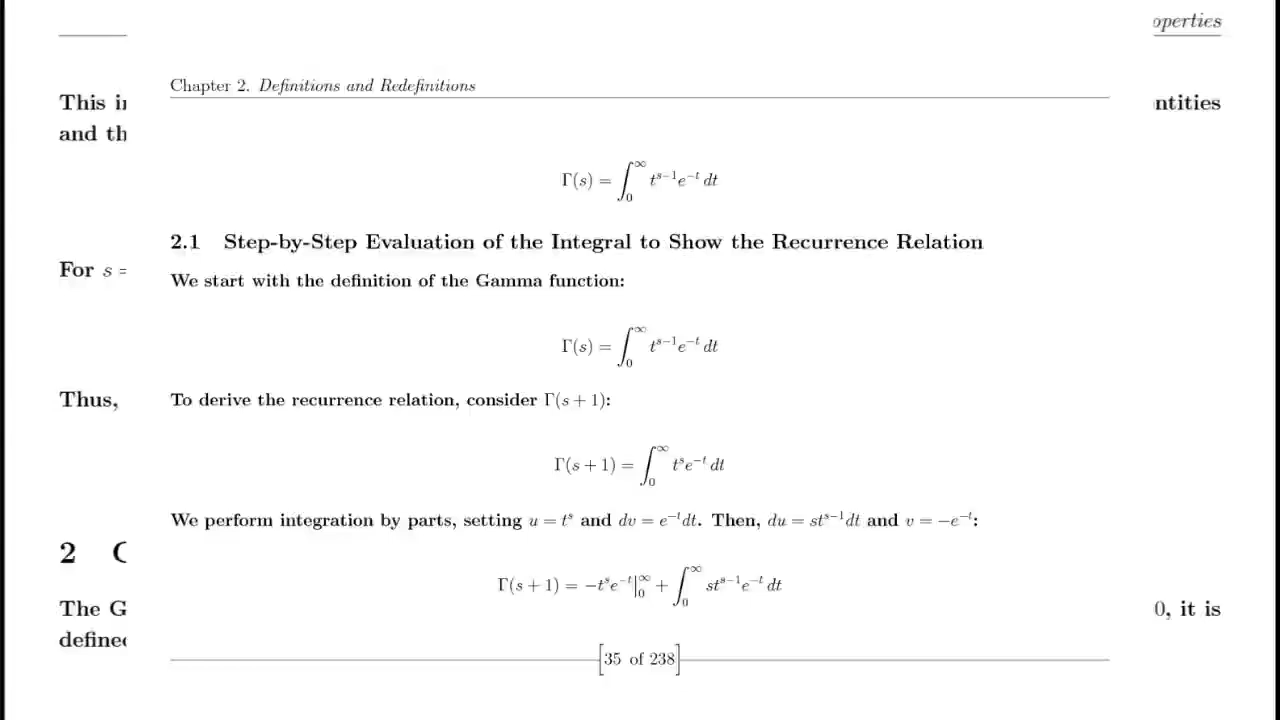 operties
Chapter 2. Definitions and Redefinitions
This i
ntities
and th
Γ(s) = ∫₀^∞ t^{s−1}e^{−t} dt
2.1 Step-by-Step Evaluation of the Integral to Show the Recurrence Relation
For s =
We start with the definition of the Gamma function:
Γ(s) = ∫₀^∞ t^{s−1}e^{−t} dt
Thus,
To derive the recurrence relation, consider Γ(s + 1):
Γ(s + 1) = ∫₀^∞ t^s e^{−t} dt
We perform integration by parts, setting u = t^s and dv = e^{−t}dt. Then, du = st^{s−1}dt and v = −e^{−t}:
2
Γ(s + 1) = −t^s e^{−t}|₀^∞ + ∫₀^∞ st^{s−1}e^{−t} dt
The G
0, it is
define
35 of 238